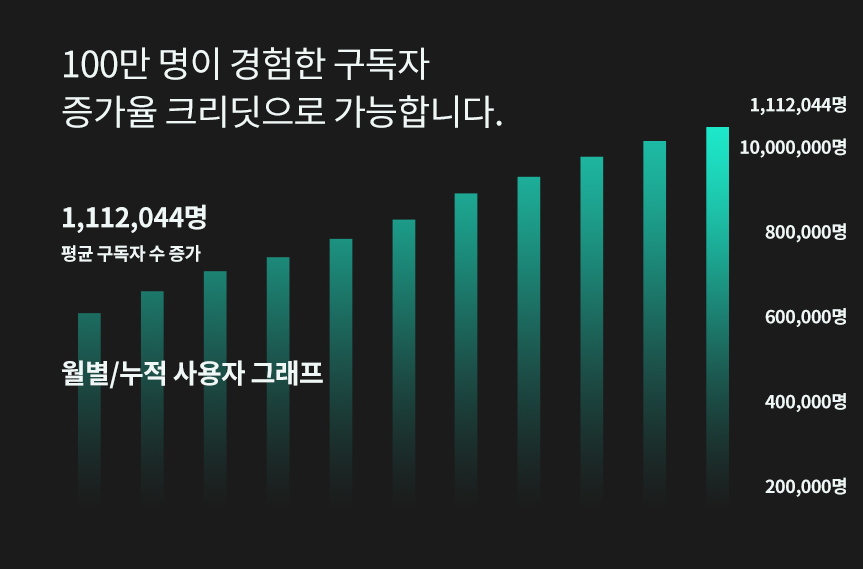 100만 명이 경험한 구독자
증가율 크리딧으로 가능합니다.
1,112,044명
평균 구독자 수 증가
월별/누적 사용자 그래프
1,112,044명
10,000,000명
800,000명
600,000명
400,000명
200,000명